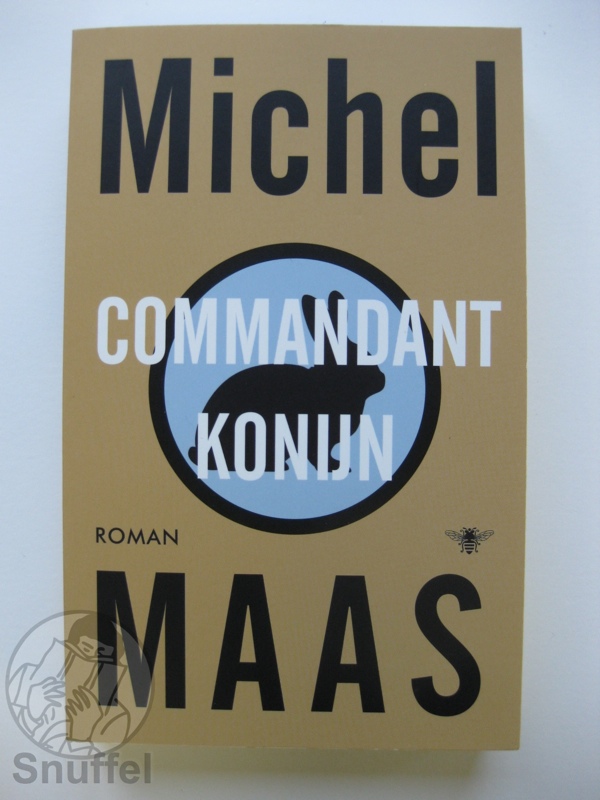 Michel
COMMANDANT
KONIJN
ROMAN
MAAS
Snuffel